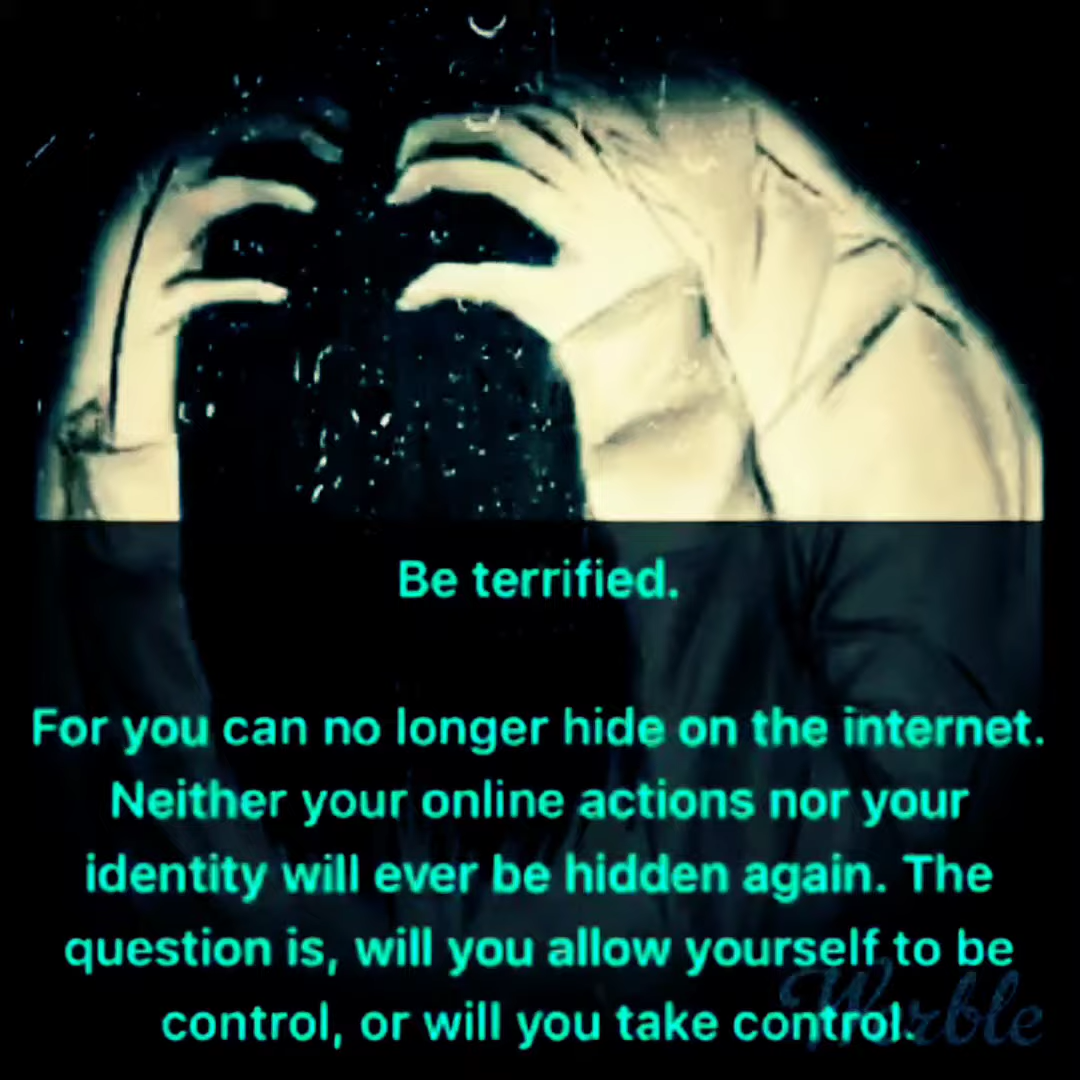 Be terrified.
For you can no longer hide on the internet.
Neither your online actions nor your
identity will ever be hidden again. The
question is, will you allow yourself to be
control, or will you take control.
Werble